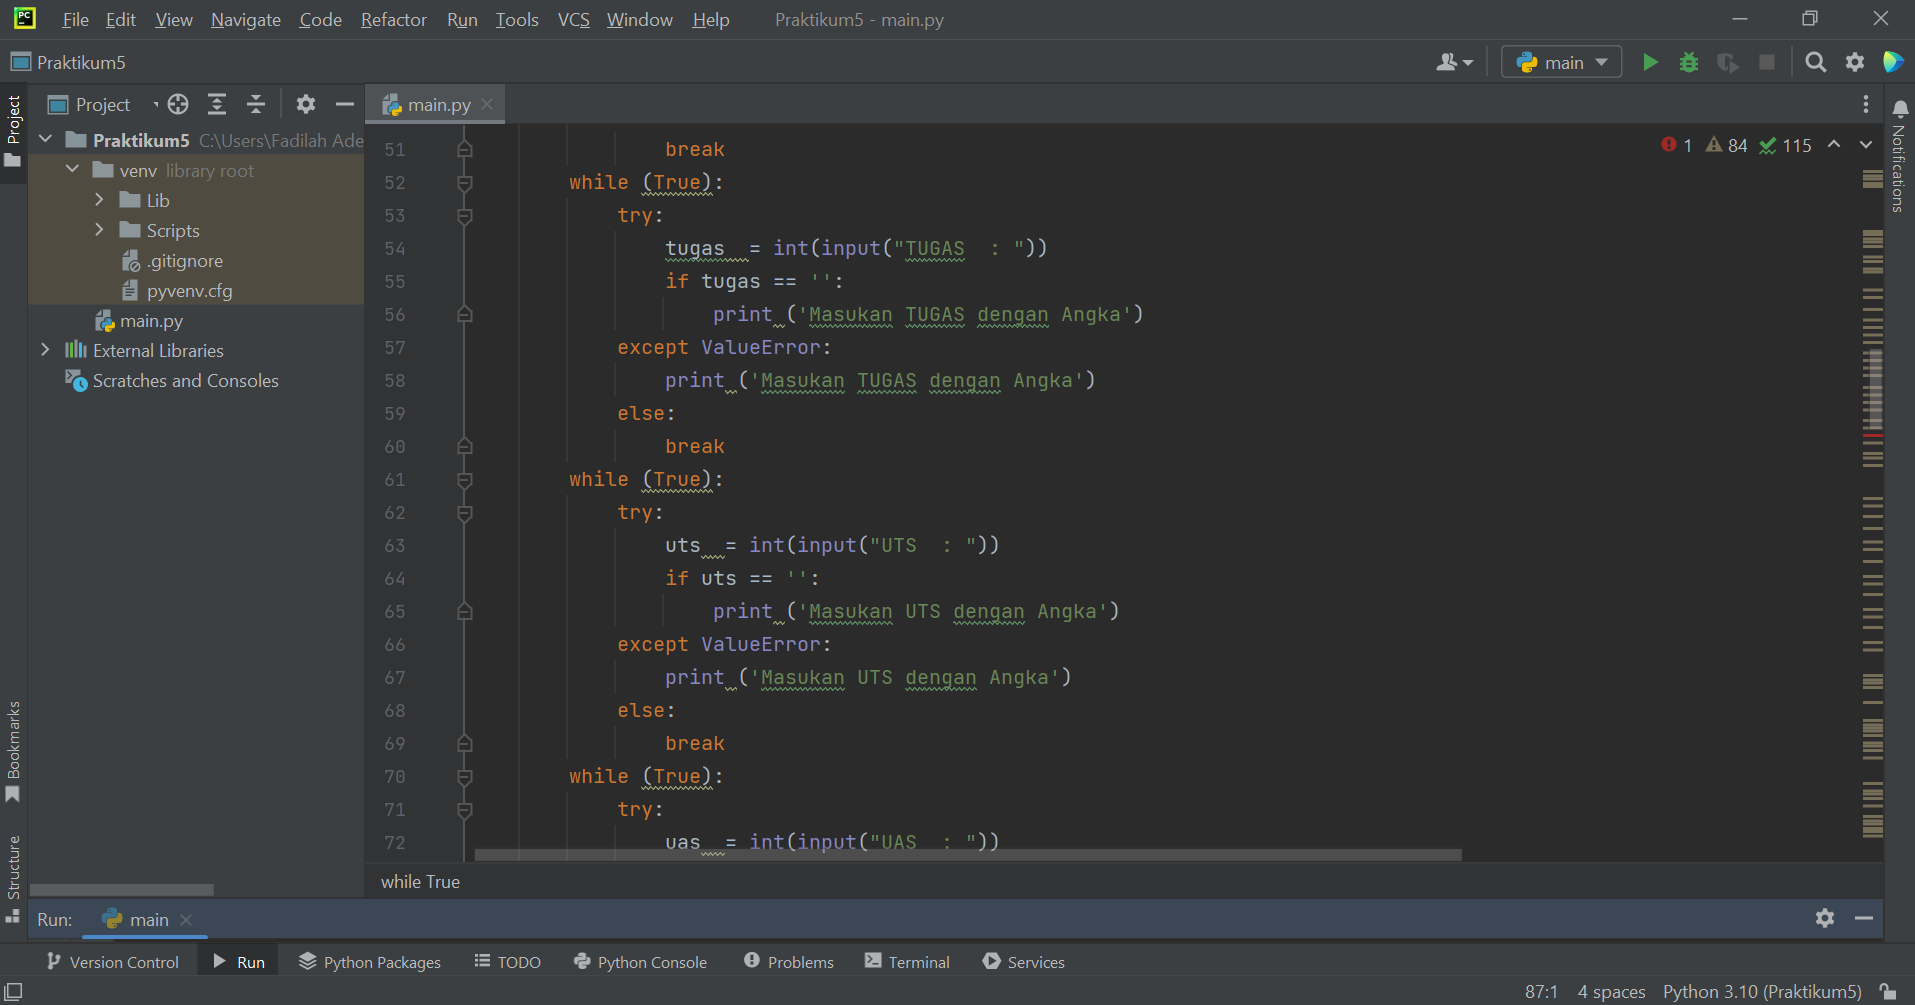 PC
File Edit View Navigate Code Refactor Run Tools VCS Window Help Praktikum5 - main.py
Praktikum5
main
Project
Project
main.py
Praktikum5 C:\Users\Fadilah Ade
venv library root
Lib
Scripts
.gitignore
pyvenv.cfg
main.py
External Libraries
Scratches and Consoles
1 84 115
Notifications
51 break
52 while (True):
53 try:
54 tugas  = int(input("TUGAS  : "))
55 if tugas == '':
56 print ('Masukan TUGAS dengan Angka')
57 except ValueError:
58 print ('Masukan TUGAS dengan Angka')
59 else:
60 break
61 while (True):
62 try:
63 uts  = int(input("UTS  : "))
64 if uts == '':
65 print ('Masukan UTS dengan Angka')
66 except ValueError:
67 print ('Masukan UTS dengan Angka')
68 else:
69 break
70 while (True):
71 try:
72 uas  = int(input("UAS  : "))
while True
Bookmarks
Structure
Run: main
Version Control Run Python Packages TODO Python Console Problems Terminal Services
87:1 4 spaces Python 3.10 (Praktikum5)